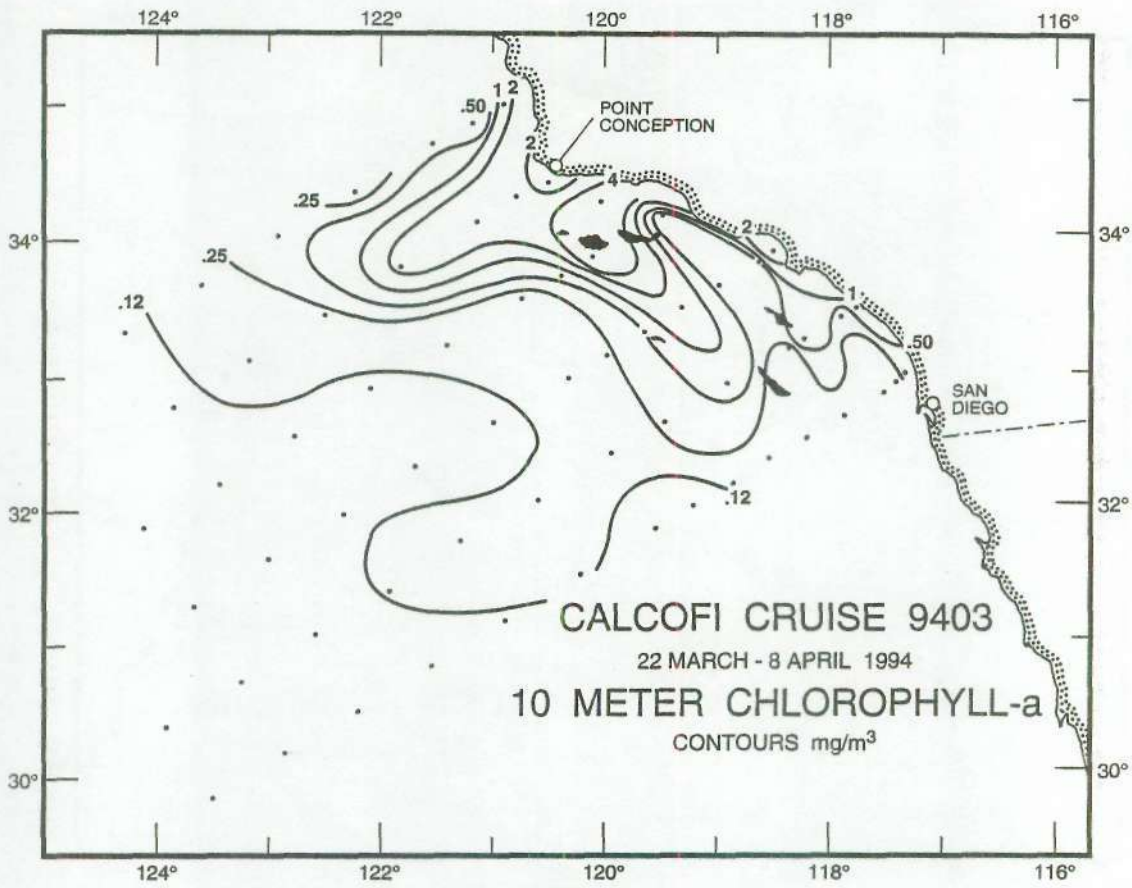 124° 122° 120° 118° 116°
.50 1 2
POINT
CONCEPTION
2
.25
4
2
34°
34°
.25
.12
1
.50
SAN
DIEGO
.12
32°
32°
CALCOFI CRUISE 9403
22 MARCH - 8 APRIL 1994
10 METER CHLOROPHYLL-a
CONTOURS mg/m³
30°
30°
124° 122° 120° 118° 116°